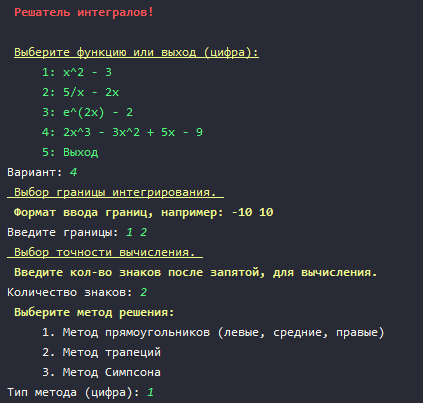 Решатель интегралов!
Выберите функцию или выход (цифра):
1: x^2 - 3
2: 5/x - 2x
3: e^(2x) - 2
4: 2x^3 - 3x^2 + 5x - 9
5: Выход
Вариант: 4
Выбор границы интегрирования.
Формат ввода границ, например: -10 10
Введите границы: 1 2
Выбор точности вычисления.
Введите кол-во знаков после запятой, для вычисления.
Количество знаков: 2
Выберите метод решения:
1. Метод прямоугольников (левые, средние, правые)
2. Метод трапеций
3. Метод Симпсона
Тип метода (цифра): 1